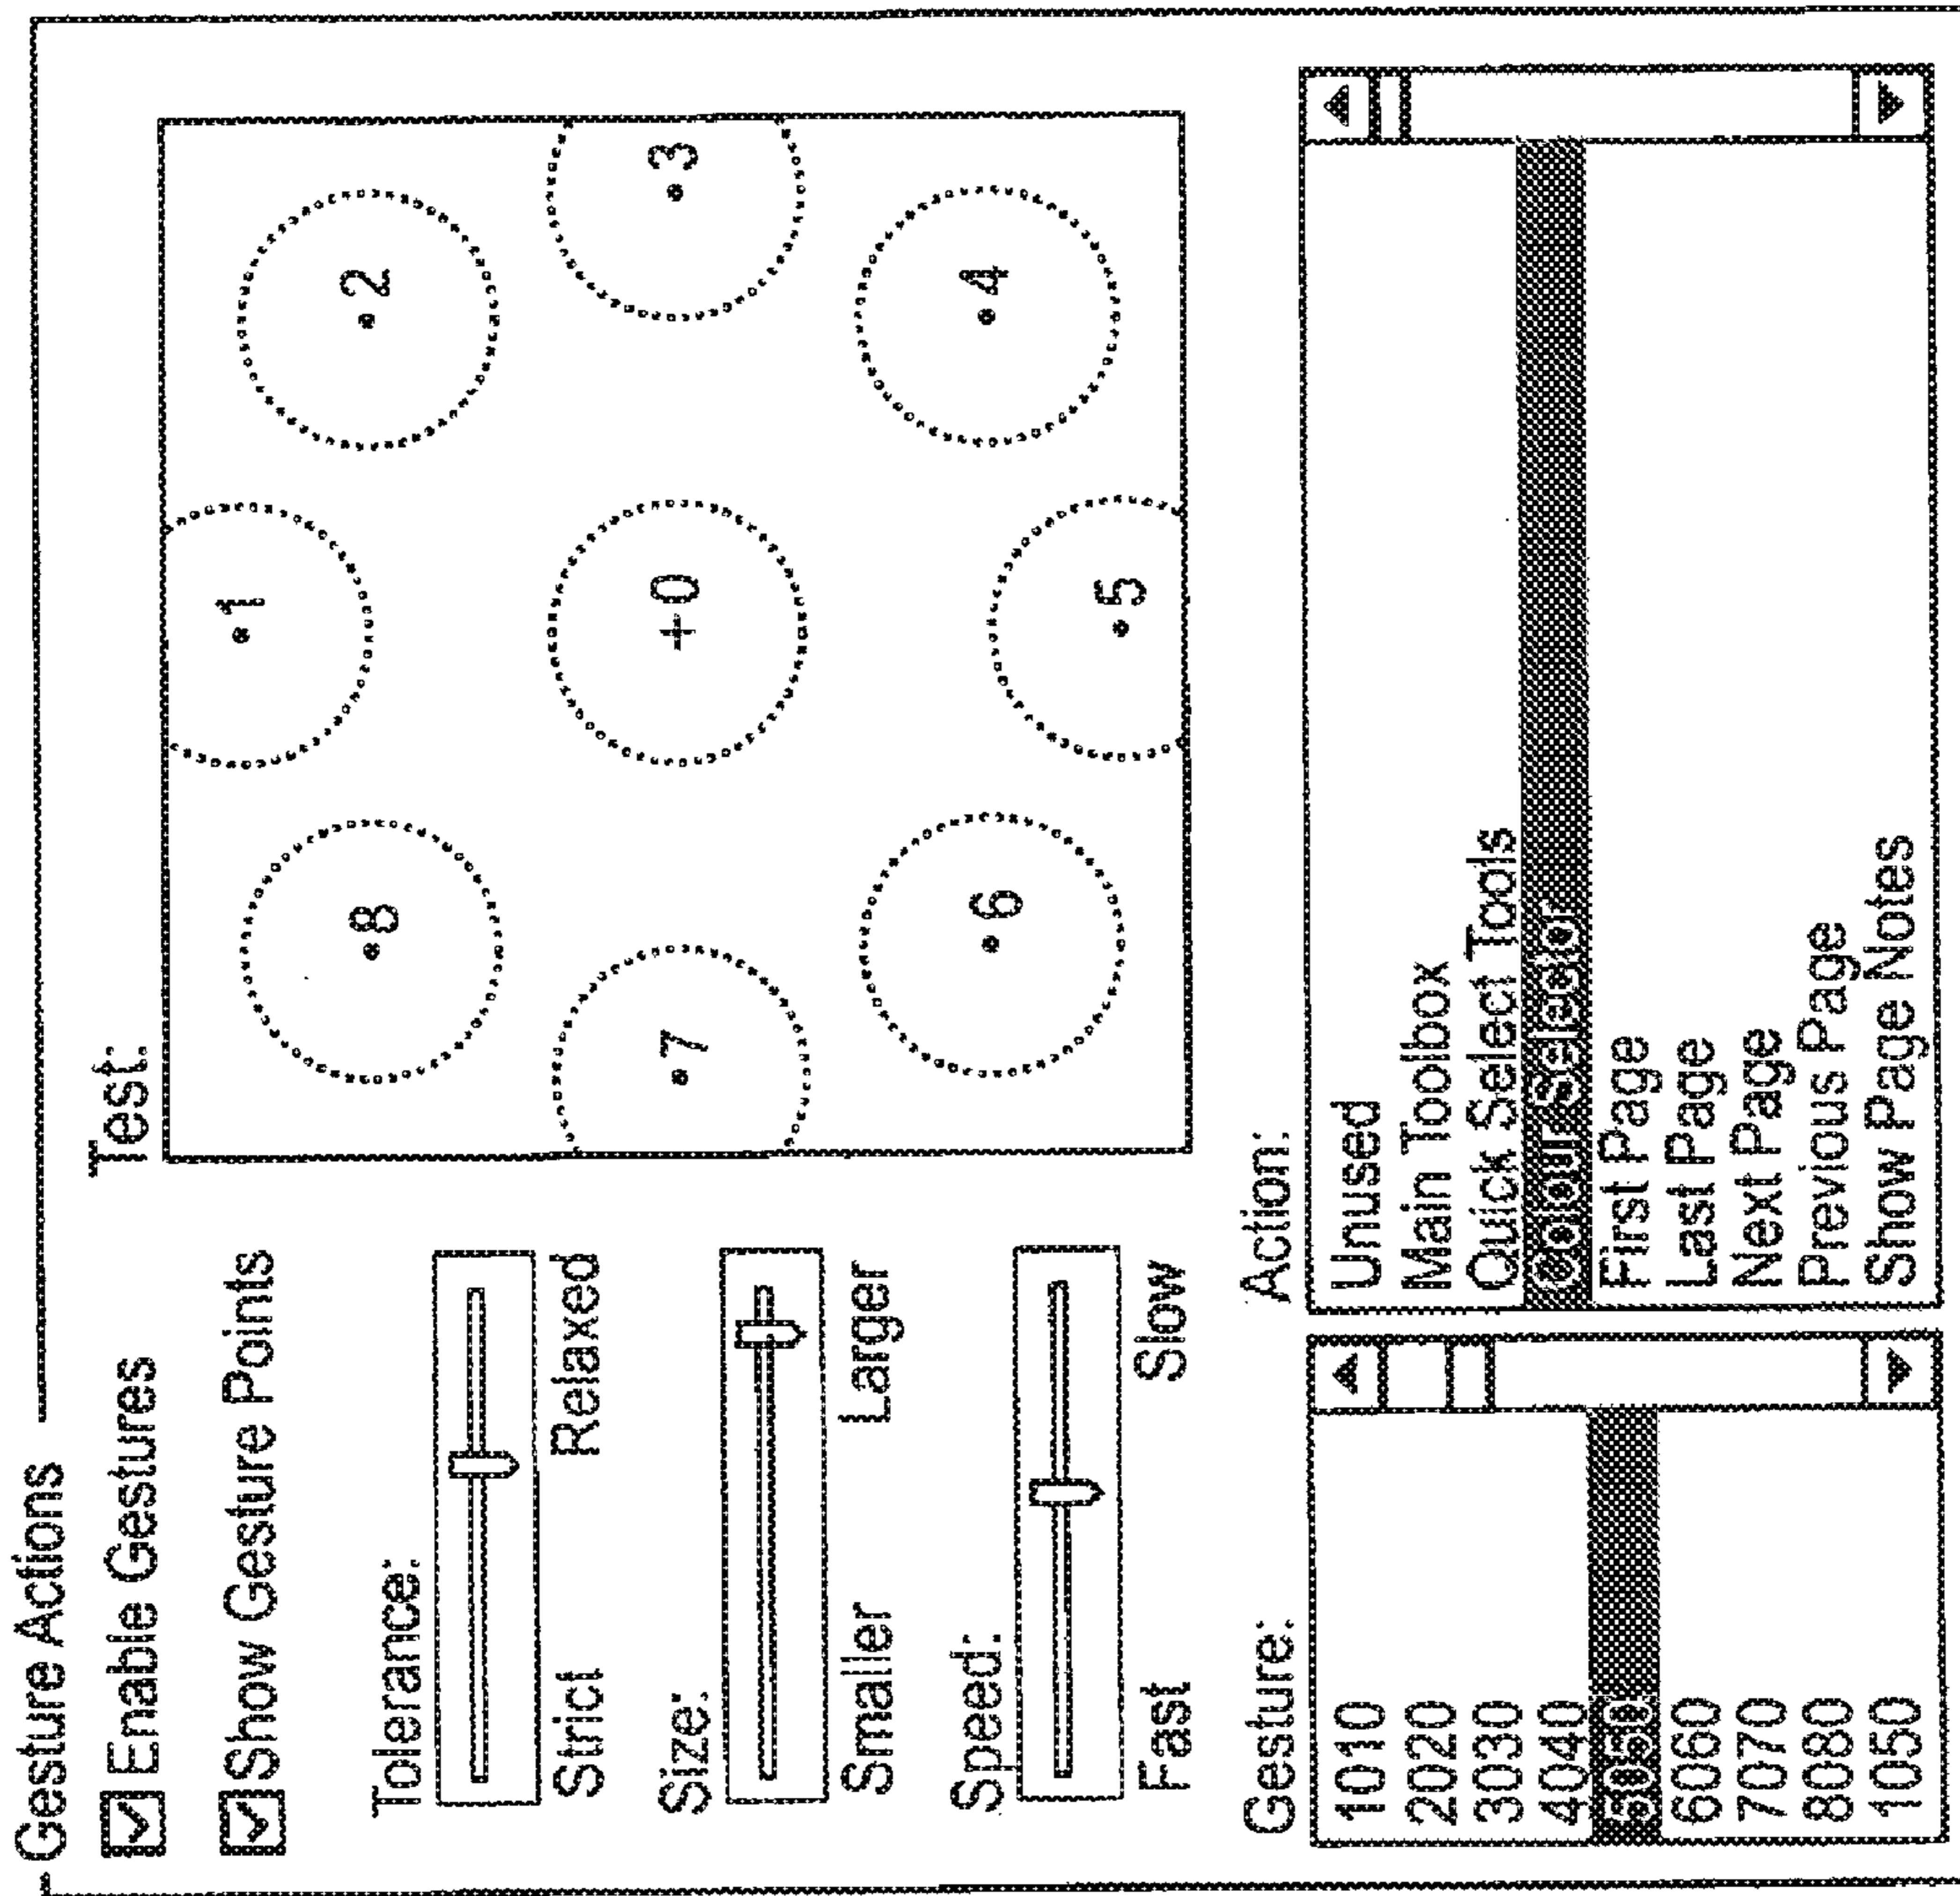 Gesture Actions
Enable Gestures
Show Gesture Points
Tolerance:
Strict Relaxed
Size:
Smaller Larger
Speed:
Fast Slow
Test:
8 1 2
7 +0 3
6 5 4
Gesture:
1010
2020
3030
4040
5050
6060
7070
8080
1050
Action:
Unused
Main Toolbox
Quick Select Tools
Colour Selector
First Page
Last Page
Next Page
Previous Page
Show Page Notes